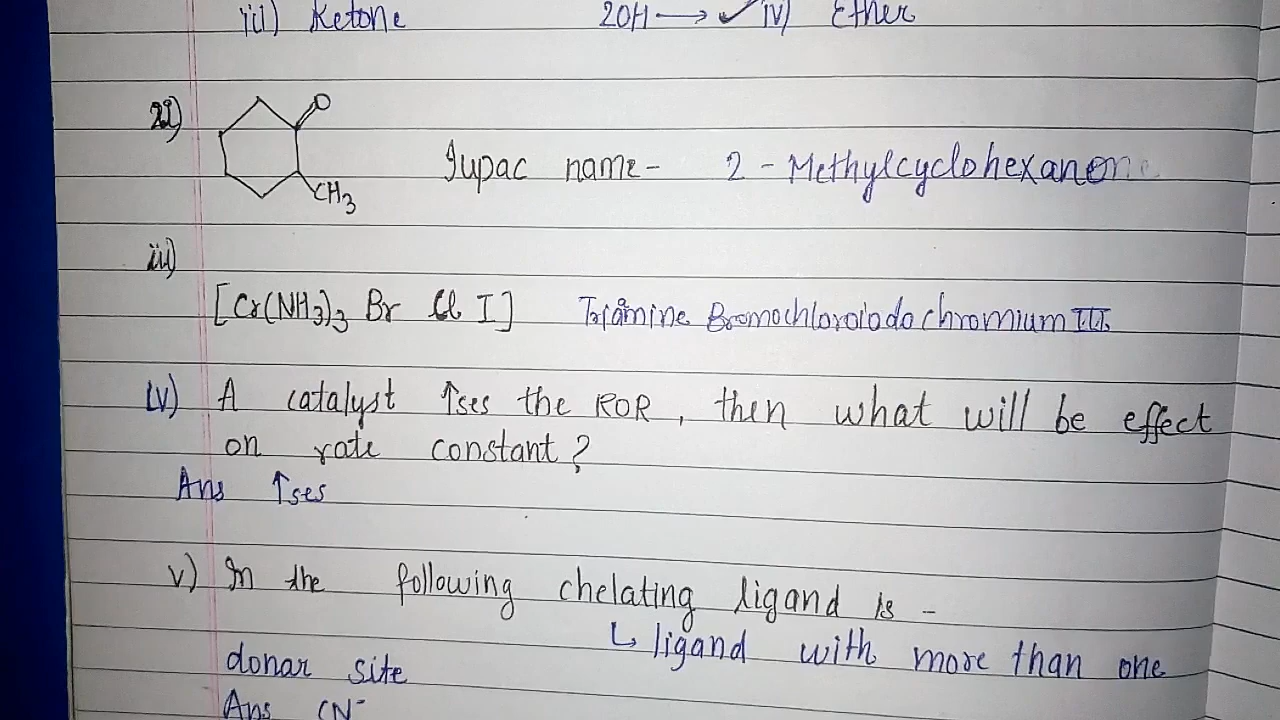 iii) Ketone 2OH → ✓ iv) Ether
ii) O
Iupac name - 2 - Methylcyclohexanone
CH3
iii)
[Cr(NH3)3 Br Cl I] Triamine Bromochloroiodochromium III
iv) A catalyst ↑ses the ROR, then what will be effect
on rate constant?
Ans ↑ses
v) In the following chelating ligand is -
↳ ligand with more than one
donar site
Ans CN-